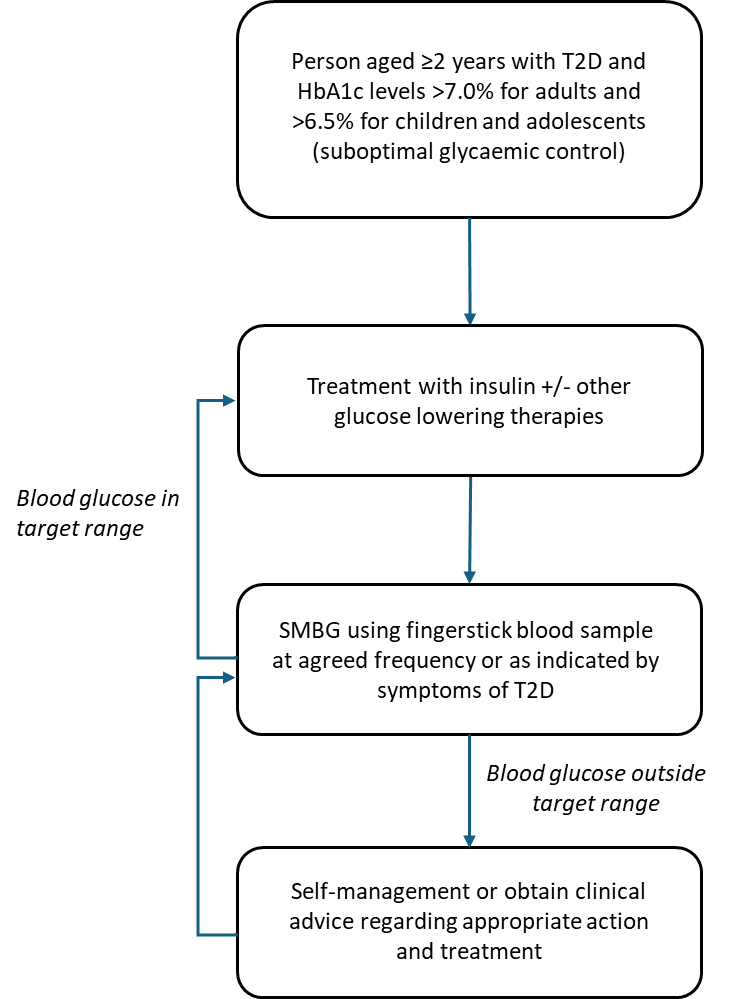 Person aged ≥2 years with T2D and
HbA1c levels >7.0% for adults and
>6.5% for children and adolescents
(suboptimal glycaemic control)
Treatment with insulin +/- other
glucose lowering therapies
Blood glucose in
target range
SMBG using fingerstick blood sample
at agreed frequency or as indicated by
symptoms of T2D
Blood glucose outside
target range
Self-management or obtain clinical
advice regarding appropriate action
and treatment